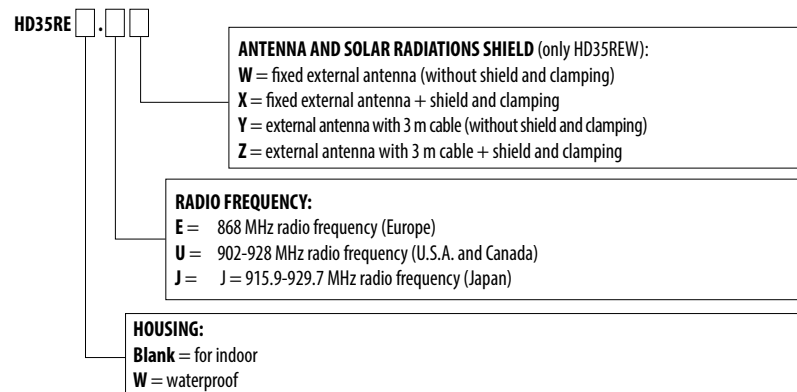 HD35RE .
ANTENNA AND SOLAR RADIATIONS SHIELD (only HD35REW):
W = fixed external antenna (without shield and clamping)
X = fixed external antenna + shield and clamping
Y = external antenna with 3 m cable (without shield and clamping)
Z = external antenna with 3 m cable + shield and clamping
RADIO FREQUENCY:
E = 868 MHz radio frequency (Europe)
U = 902-928 MHz radio frequency (U.S.A. and Canada)
J = J = 915.9-929.7 MHz radio frequency (Japan)
HOUSING:
Blank = for indoor
W = waterproof